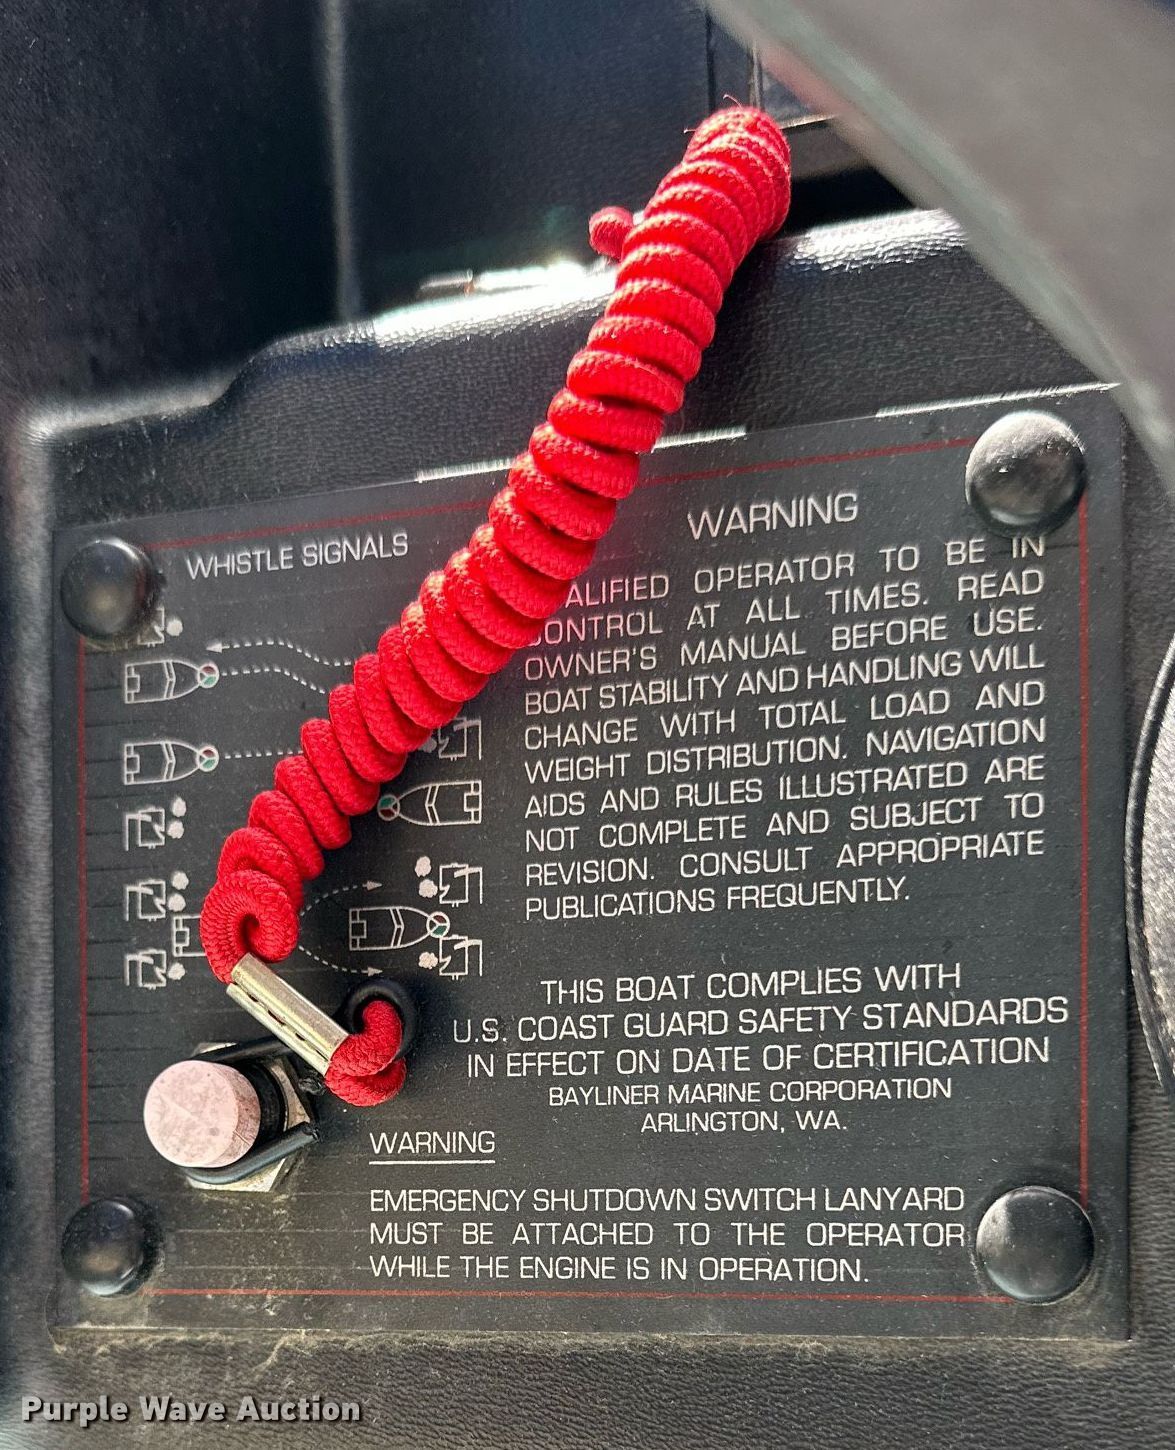 WHISTLE SIGNALS
WARNING
ALIFIED OPERATOR TO BE IN
CONTROL AT ALL TIMES. READ
OWNER'S MANUAL BEFORE USE.
BOAT STABILITY AND HANDLING WILL
CHANGE WITH TOTAL LOAD AND
WEIGHT DISTRIBUTION. NAVIGATION
AIDS AND RULES ILLUSTRATED ARE
NOT COMPLETE AND SUBJECT TO
REVISION. CONSULT APPROPRIATE
PUBLICATIONS FREQUENTLY.
THIS BOAT COMPLIES WITH
U.S. COAST GUARD SAFETY STANDARDS
IN EFFECT ON DATE OF CERTIFICATION
BAYLINER MARINE CORPORATION
ARLINGTON, WA.
WARNING
EMERGENCY SHUTDOWN SWITCH LANYARD
MUST BE ATTACHED TO THE OPERATOR
WHILE THE ENGINE IS IN OPERATION.
Purple Wave Auction